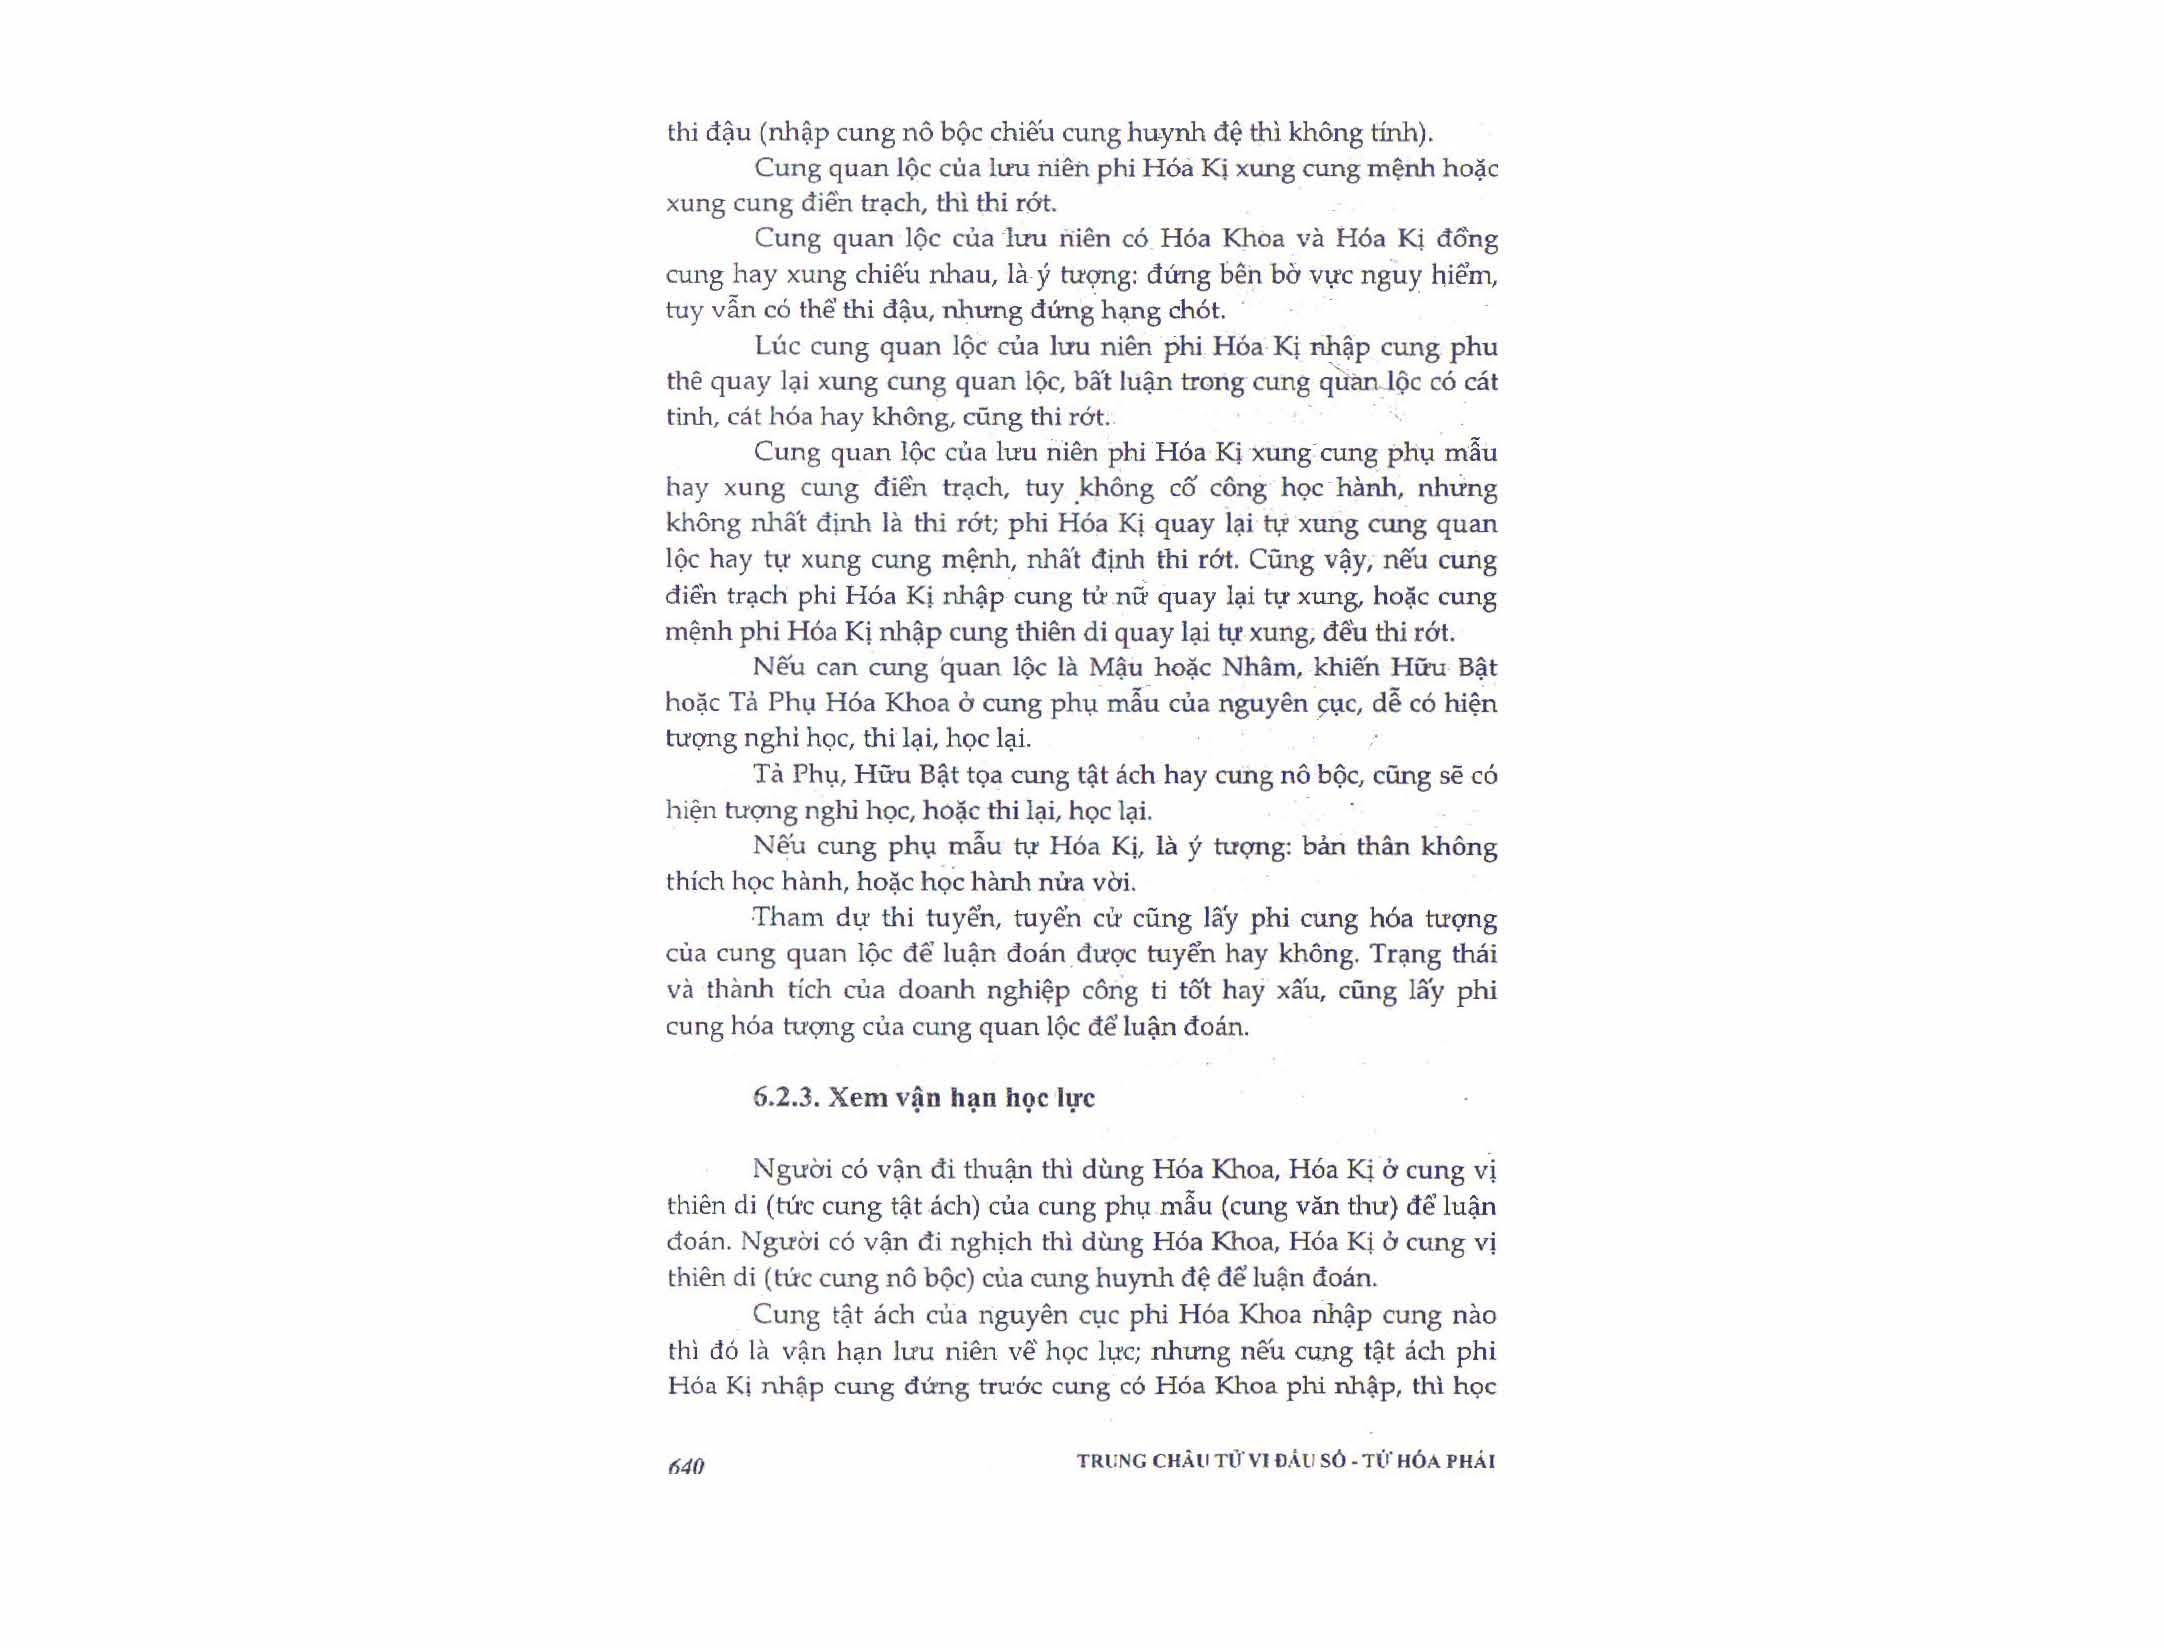 thi đậu (nhập cung nô bộc chiếu cung huynh đệ thì không tính).
Cung quan lộc của lưu niên phi Hóa Kị xung cung mệnh hoặc
xung cung điền trạch, thì thi rớt.
Cung quan lộc của lưu niên có Hóa Khoa và Hóa Kị đồng
cung hay xung chiếu nhau, là ý tượng: đứng bên bờ vực nguy hiểm,
tuy vẫn có thể thi đậu, nhưng đứng hạng chót.
Lúc cung quan lộc của lưu niên phi Hóa Kị nhập cung phu
thê quay lại xung cung quan lộc, bất luận trong cung quan lộc có cát
tinh, cát hóa hay không, cũng thi rớt.
Cung quan lộc của lưu niên phi Hóa Kị xung cung phụ mẫu
hay xung cung điền trạch, tuy không cố công học hành, nhưng
không nhất định là thi rớt; phi Hóa Kị quay lại tự xung cung quan
lộc hay tự xung cung mệnh, nhất định thi rớt. Cũng vậy, nếu cung
điền trạch phi Hóa Kị nhập cung tử nữ quay lại tự xung, hoặc cung
mệnh phi Hóa Kị nhập cung thiên di quay lại tự xung, đều thi rớt.
Nếu can cung quan lộc là Mậu hoặc Nhâm, khiến Hữu Bật
hoặc Tả Phụ Hóa Khoa ở cung phụ mẫu của nguyên cục, dễ có hiện
tượng nghỉ học, thi lại, học lại.
Tả Phụ, Hữu Bật tọa cung tật ách hay cung nô bộc, cũng sẽ có
hiện tượng nghỉ học, hoặc thi lại, học lại.
Nếu cung phụ mẫu tự Hóa Kị, là ý tượng: bản thân không
thích học hành, hoặc học hành nửa vời.
Tham dự thi tuyển, tuyển cử cũng lấy phi cung hóa tượng
của cung quan lộc để luận đoán được tuyển hay không. Trạng thái
và thành tích của doanh nghiệp công ti tốt hay xấu, cũng lấy phi
cung hóa tượng của cung quan lộc để luận đoán.
6.2.3. Xem vận hạn học lực
Người có vận đi thuận thì dùng Hóa Khoa, Hóa Kị ở cung vị
thiên di (tức cung tật ách) của cung phụ mẫu (cung văn thư) để luận
đoán. Người có vận đi nghịch thì dùng Hóa Khoa, Hóa Kị ở cung vị
thiên di (tức cung nô bộc) của cung huynh đệ để luận đoán.
Cung tật ách của nguyên cục phi Hóa Khoa nhập cung nào
thì đó là vận hạn lưu niên về học lực; nhưng nếu cung tật ách phi
Hóa Kị nhập cung đứng trước cung có Hóa Khoa phi nhập, thì học
640
TRUNG CHÂU TỬ VI ĐẨU SỐ - TỨ HÓA PHÁI